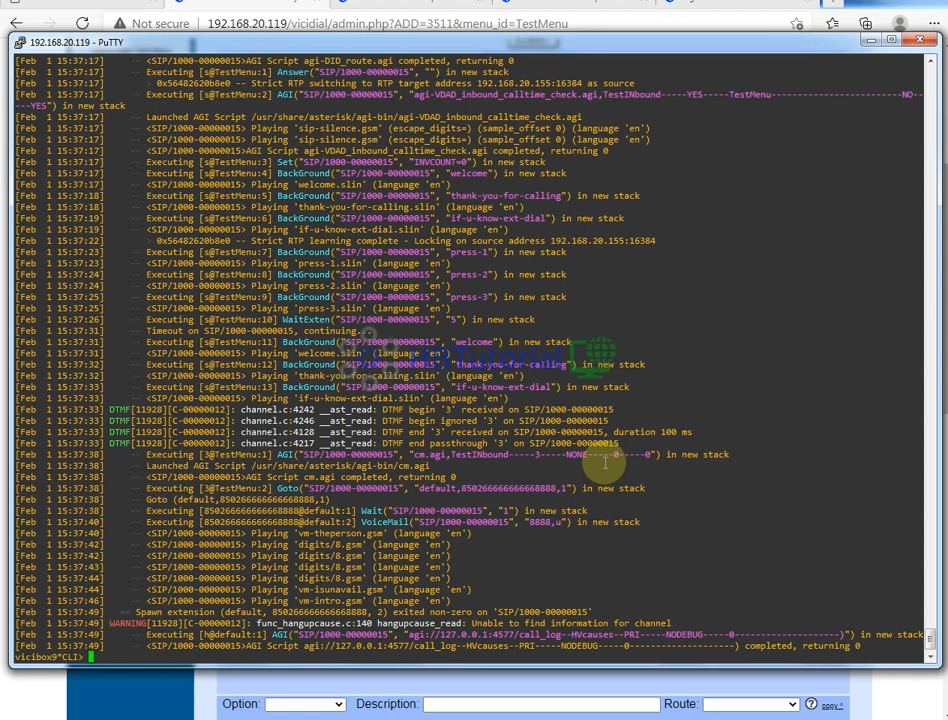 Not secure | 192.168.20.119/vicidial/admin.php?ADD=3511&menu_id=TestMenu
192.168.20.119 - PuTTY
[Feb  1 15:37:17]     -- <SIP/1000-00000015>AGI Script agi-DID_route.agi completed, returning 0
[Feb  1 15:37:17]     -- Executing [s@TestMenu:1] Answer("SIP/1000-00000015", "") in new stack
[Feb  1 15:37:17]     > 0x56482620b8e0 -- Strict RTP switching to RTP target address 192.168.20.155:16384 as source
[Feb  1 15:37:17]     -- Executing [s@TestMenu:2] AGI("SIP/1000-00000015", "agi-VDAD_inbound_calltime_check.agi,TestINbound-----YES-----TestMenu-----------------------NO-
---YES") in new stack
[Feb  1 15:37:17]     -- Launched AGI Script /usr/share/asterisk/agi-bin/agi-VDAD_inbound_calltime_check.agi
[Feb  1 15:37:17]     -- <SIP/1000-00000015> Playing 'sip-silence.gsm' (escape_digits=) (sample_offset 0) (language 'en')
[Feb  1 15:37:17]     -- <SIP/1000-00000015> Playing 'sip-silence.gsm' (escape_digits=) (sample_offset 0) (language 'en')
[Feb  1 15:37:17]     -- <SIP/1000-00000015>AGI Script agi-VDAD_inbound_calltime_check.agi completed, returning 0
[Feb  1 15:37:17]     -- Executing [s@TestMenu:3] Set("SIP/1000-00000015", "INVCOUNT=0") in new stack
[Feb  1 15:37:17]     -- Executing [s@TestMenu:4] BackGround("SIP/1000-00000015", "welcome") in new stack
[Feb  1 15:37:17]     -- <SIP/1000-00000015> Playing 'welcome.slin' (language 'en')
[Feb  1 15:37:18]     -- Executing [s@TestMenu:5] BackGround("SIP/1000-00000015", "thank-you-for-calling") in new stack
[Feb  1 15:37:18]     -- <SIP/1000-00000015> Playing 'thank-you-for-calling.slin' (language 'en')
[Feb  1 15:37:19]     -- Executing [s@TestMenu:6] BackGround("SIP/1000-00000015", "if-u-know-ext-dial") in new stack
[Feb  1 15:37:19]     -- <SIP/1000-00000015> Playing 'if-u-know-ext-dial.slin' (language 'en')
[Feb  1 15:37:22]     > 0x56482620b8e0 -- Strict RTP learning complete - Locking on source address 192.168.20.155:16384
[Feb  1 15:37:23]     -- Executing [s@TestMenu:7] BackGround("SIP/1000-00000015", "press-1") in new stack
[Feb  1 15:37:23]     -- <SIP/1000-00000015> Playing 'press-1.slin' (language 'en')
[Feb  1 15:37:24]     -- Executing [s@TestMenu:8] BackGround("SIP/1000-00000015", "press-2") in new stack
[Feb  1 15:37:24]     -- <SIP/1000-00000015> Playing 'press-2.slin' (language 'en')
[Feb  1 15:37:25]     -- Executing [s@TestMenu:9] BackGround("SIP/1000-00000015", "press-3") in new stack
[Feb  1 15:37:25]     -- <SIP/1000-00000015> Playing 'press-3.slin' (language 'en')
[Feb  1 15:37:26]     -- Executing [s@TestMenu:10] WaitExten("SIP/1000-00000015", "5") in new stack
[Feb  1 15:37:31]     -- Timeout on SIP/1000-00000015, continuing...
[Feb  1 15:37:31]     -- Executing [s@TestMenu:11] BackGround("SIP/1000-00000015", "welcome") in new stack
[Feb  1 15:37:31]     -- <SIP/1000-00000015> Playing 'welcome.slin' (language 'en')
[Feb  1 15:37:32]     -- Executing [s@TestMenu:12] BackGround("SIP/1000-00000015", "thank-you-for-calling") in new stack
[Feb  1 15:37:32]     -- <SIP/1000-00000015> Playing 'thank-you-for-calling.slin' (language 'en')
[Feb  1 15:37:33]     -- Executing [s@TestMenu:13] BackGround("SIP/1000-00000015", "if-u-know-ext-dial") in new stack
[Feb  1 15:37:33]     -- <SIP/1000-00000015> Playing 'if-u-know-ext-dial.slin' (language 'en')
[Feb  1 15:37:33] DTMF[11928][C-00000012]: channel.c:4242 __ast_read: DTMF begin '3' received on SIP/1000-00000015
[Feb  1 15:37:33] DTMF[11928][C-00000012]: channel.c:4246 __ast_read: DTMF begin ignored '3' on SIP/1000-00000015
[Feb  1 15:37:33] DTMF[11928][C-00000012]: channel.c:4128 __ast_read: DTMF end '3' received on SIP/1000-00000015, duration 100 ms
[Feb  1 15:37:33] DTMF[11928][C-00000012]: channel.c:4217 __ast_read: DTMF end passthrough '3' on SIP/1000-00000015
[Feb  1 15:37:38]     -- Executing [3@TestMenu:1] AGI("SIP/1000-00000015", "cm.agi,TestINbound-----3-----NONE-----0-----0") in new stack
[Feb  1 15:37:38]     -- Launched AGI Script /usr/share/asterisk/agi-bin/cm.agi
[Feb  1 15:37:38]     -- <SIP/1000-00000015>AGI Script cm.agi completed, returning 0
[Feb  1 15:37:38]     -- Executing [3@TestMenu:2] Goto("SIP/1000-00000015", "default,85026666666668888,1") in new stack
[Feb  1 15:37:38]     -- Goto (default,85026666666668888,1)
[Feb  1 15:37:38]     -- Executing [85026666666668888@default:1] Wait("SIP/1000-00000015", "1") in new stack
[Feb  1 15:37:40]     -- Executing [85026666666668888@default:2] VoiceMail("SIP/1000-00000015", "8888,u") in new stack
[Feb  1 15:37:40]     -- <SIP/1000-00000015> Playing 'vm-theperson.gsm' (language 'en')
[Feb  1 15:37:42]     -- <SIP/1000-00000015> Playing 'digits/8.gsm' (language 'en')
[Feb  1 15:37:42]     -- <SIP/1000-00000015> Playing 'digits/8.gsm' (language 'en')
[Feb  1 15:37:43]     -- <SIP/1000-00000015> Playing 'digits/8.gsm' (language 'en')
[Feb  1 15:37:44]     -- <SIP/1000-00000015> Playing 'digits/8.gsm' (language 'en')
[Feb  1 15:37:44]     -- <SIP/1000-00000015> Playing 'vm-isunavail.gsm' (language 'en')
[Feb  1 15:37:46]     -- <SIP/1000-00000015> Playing 'vm-intro.gsm' (language 'en')
[Feb  1 15:37:49]   == Spawn extension (default, 85026666666668888, 2) exited non-zero on 'SIP/1000-00000015'
[Feb  1 15:37:49] WARNING[11928][C-00000012]: func_hangupcause.c:140 hangupcause_read: Unable to find information for channel
[Feb  1 15:37:49]     -- Executing [h@default:1] AGI("SIP/1000-00000015", "agi://127.0.0.1:4577/call_log--HVcauses--PRI-----NODEBUG-----0--------------------)") in new stack
[Feb  1 15:37:49]     -- <SIP/1000-00000015>AGI Script agi://127.0.0.1:4577/call_log--HVcauses--PRI-----NODEBUG-----0--------------------) completed, returning 0
vicibox9*CLI>
Option: Description: Route: copy ^